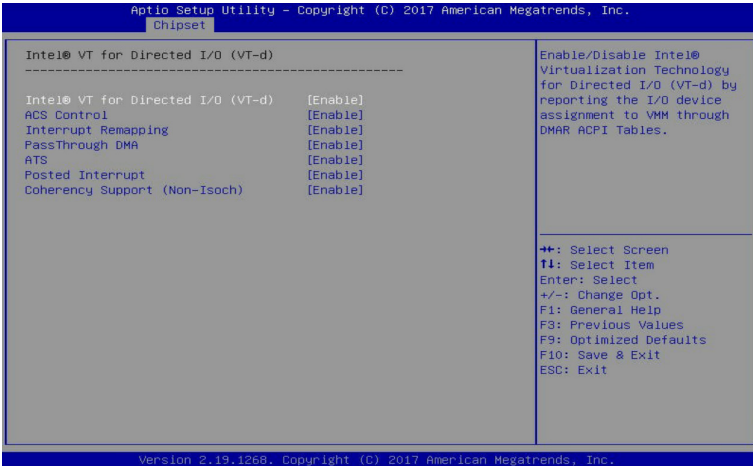 Aptio Setup Utility – Copyright (C) 2017 American Megatrends, Inc.
Chipset
Intel® VT for Directed I/O (VT-d)
--------------------------------------------------
Intel® VT for Directed I/O (VT-d) [Enable]
ACS Control [Enable]
Interrupt Remapping [Enable]
PassThrough DMA [Enable]
ATS [Enable]
Posted Interrupt [Enable]
Coherency Support (Non-Isoch) [Enable]
Enable/Disable Intel®
Virtualization Technology
for Directed I/O (VT-d) by
reporting the I/O device
assignment to VMM through
DMAR ACPI Tables.
→←: Select Screen
↑↓: Select Item
Enter: Select
+/-: Change Opt.
F1: General Help
F3: Previous Values
F9: Optimized Defaults
F10: Save & Exit
ESC: Exit
Version 2.19.1268. Copyright (C) 2017 American Megatrends, Inc.